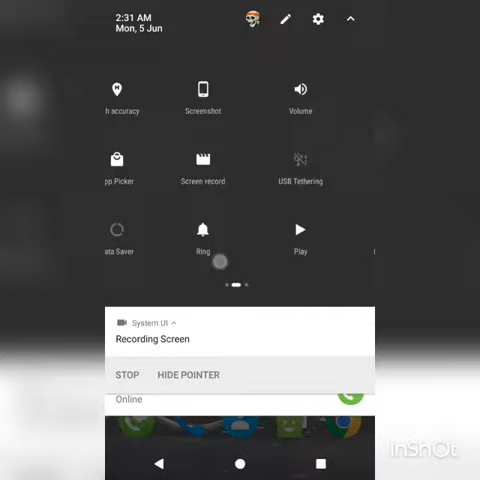 2:31 AM
Mon, 5 Jun
h accuracy
Screenshot
Volume
pp Picker
Screen record
USB Tethering
ata Saver
Ring
Play
System UI
Recording Screen
STOP
HIDE POINTER
Online
InShOt